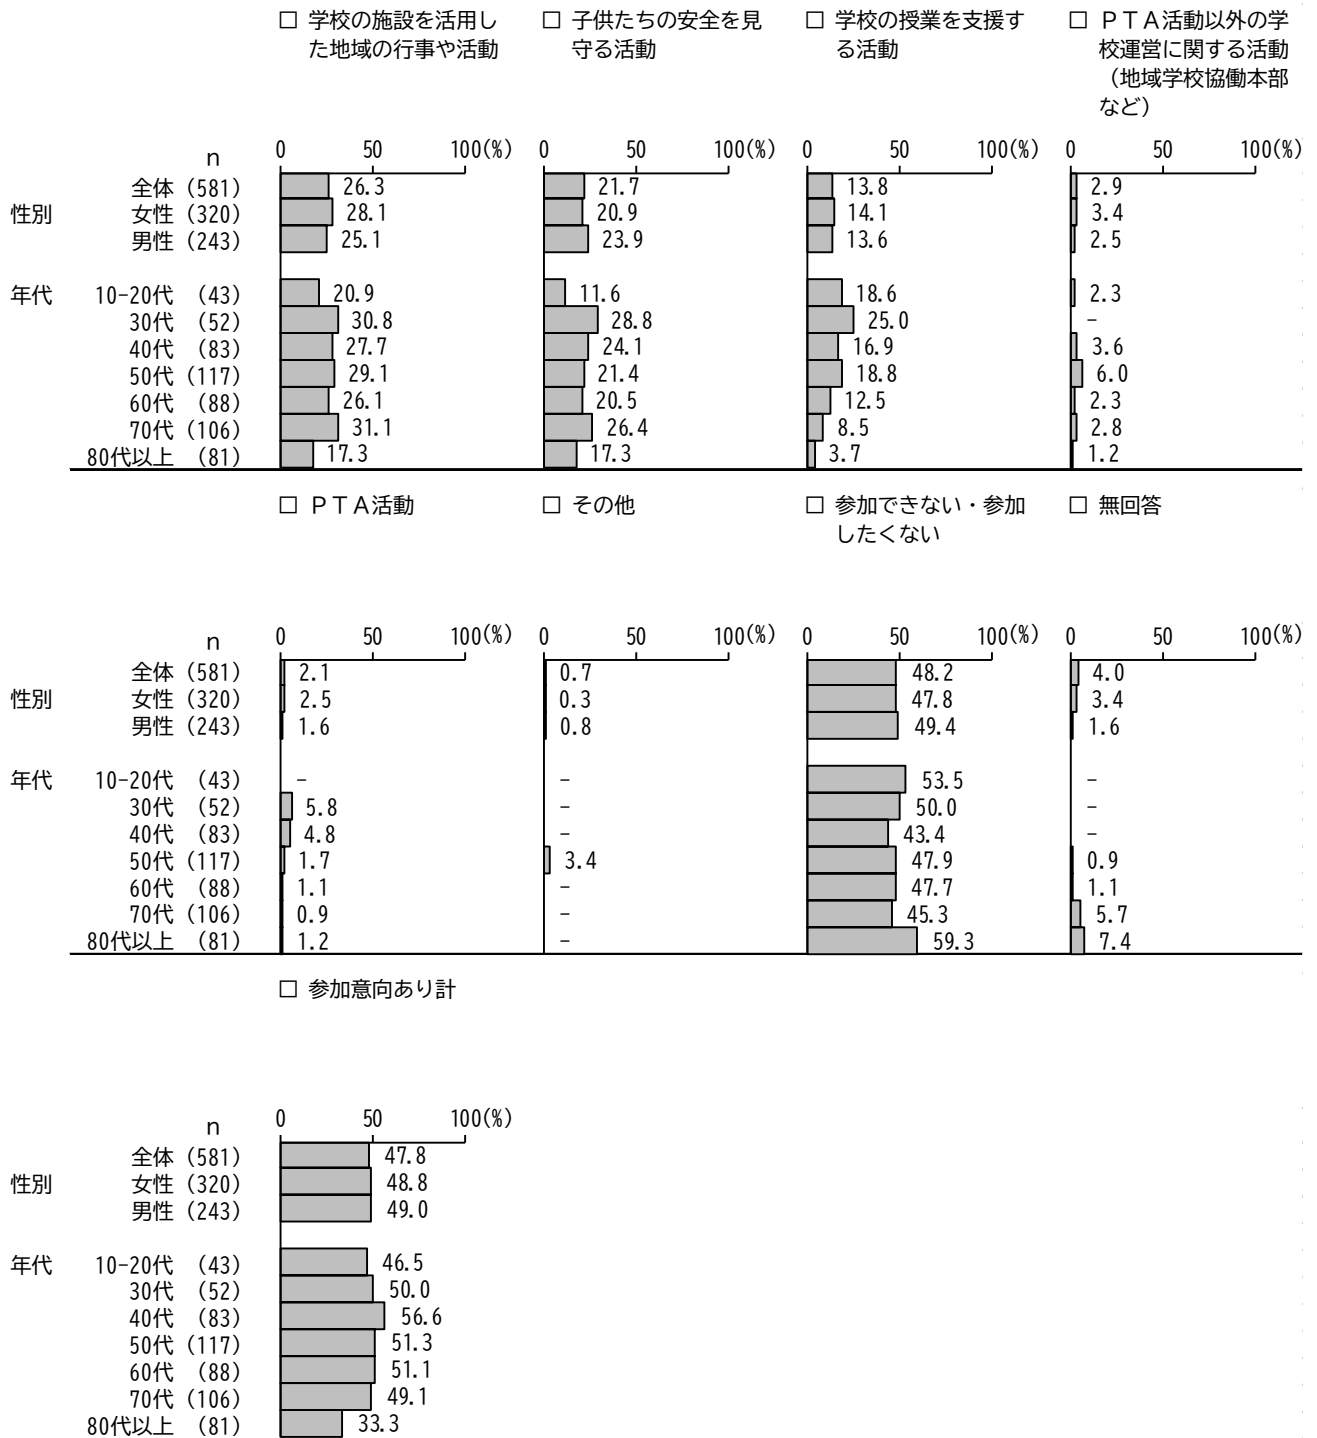 □ 学校の施設を活用し □ 子供たちの安全を見 □ 学校の授業を支援す □ ＰＴＡ活動以外の学
た地域の行事や活動 守る活動 る活動 校運営に関する活動
（地域学校協働本部
など）
n 0 50 100(%) 0 50 100(%) 0 50 100(%) 0 50 100(%)
全体 (581) 26.3 21.7 13.8 2.9
性別 女性 (320) 28.1 20.9 14.1 3.4
男性 (243) 25.1 23.9 13.6 2.5
年代 10-20代 (43) 20.9 11.6 18.6 2.3
30代 (52) 30.8 28.8 25.0 -
40代 (83) 27.7 24.1 16.9 3.6
50代 (117) 29.1 21.4 18.8 6.0
60代 (88) 26.1 20.5 12.5 2.3
70代 (106) 31.1 26.4 8.5 2.8
80代以上 (81) 17.3 17.3 3.7 1.2
□ ＰＴＡ活動 □ その他 □ 参加できない・参加 □ 無回答
したくない
n 0 50 100(%) 0 50 100(%) 0 50 100(%) 0 50 100(%)
全体 (581) 2.1 0.7 48.2 4.0
性別 女性 (320) 2.5 0.3 47.8 3.4
男性 (243) 1.6 0.8 49.4 1.6
年代 10-20代 (43) - - 53.5 -
30代 (52) 5.8 - 50.0 -
40代 (83) 4.8 - 43.4 -
50代 (117) 1.7 3.4 47.9 0.9
60代 (88) 1.1 - 47.7 1.1
70代 (106) 0.9 - 45.3 5.7
80代以上 (81) 1.2 - 59.3 7.4
□ 参加意向あり計
n 0 50 100(%)
全体 (581) 47.8
性別 女性 (320) 48.8
男性 (243) 49.0
年代 10-20代 (43) 46.5
30代 (52) 50.0
40代 (83) 56.6
50代 (117) 51.3
60代 (88) 51.1
70代 (106) 49.1
80代以上 (81) 33.3